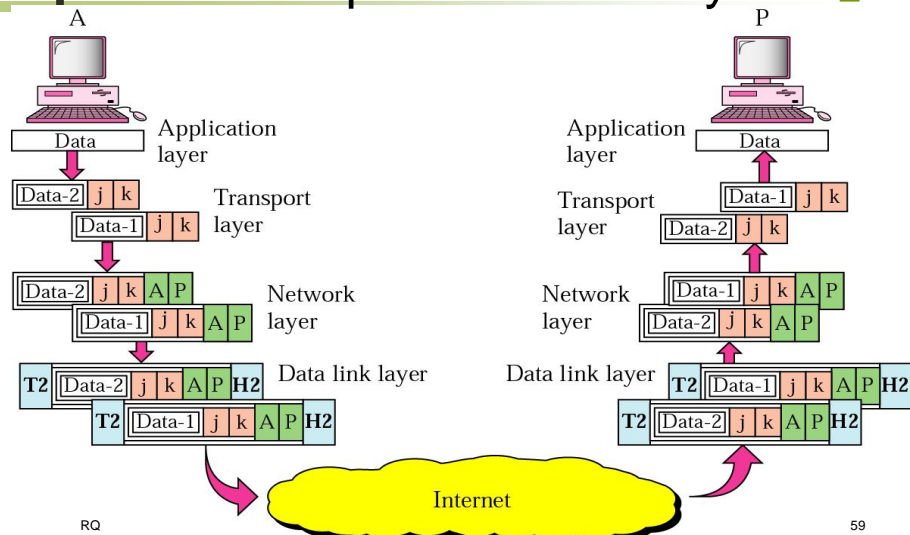 A
P
Data
Application
layer
Application
layer
Data
Data-2 j k
Transport
layer
Data-1 j k
Transport
layer
Data-1 j k
Data-2 j k
Data-2 j k A P
Network
layer
Data-1 j k A P
Network
layer
Data-1 j k A P
Data-2 j k A P
T2 Data-2 j k A P H2
Data link layer
T2 Data-1 j k A P H2
Data link layer
T2 Data-1 j k A P H2
T2 Data-2 j k A P H2
Internet
RQ
59